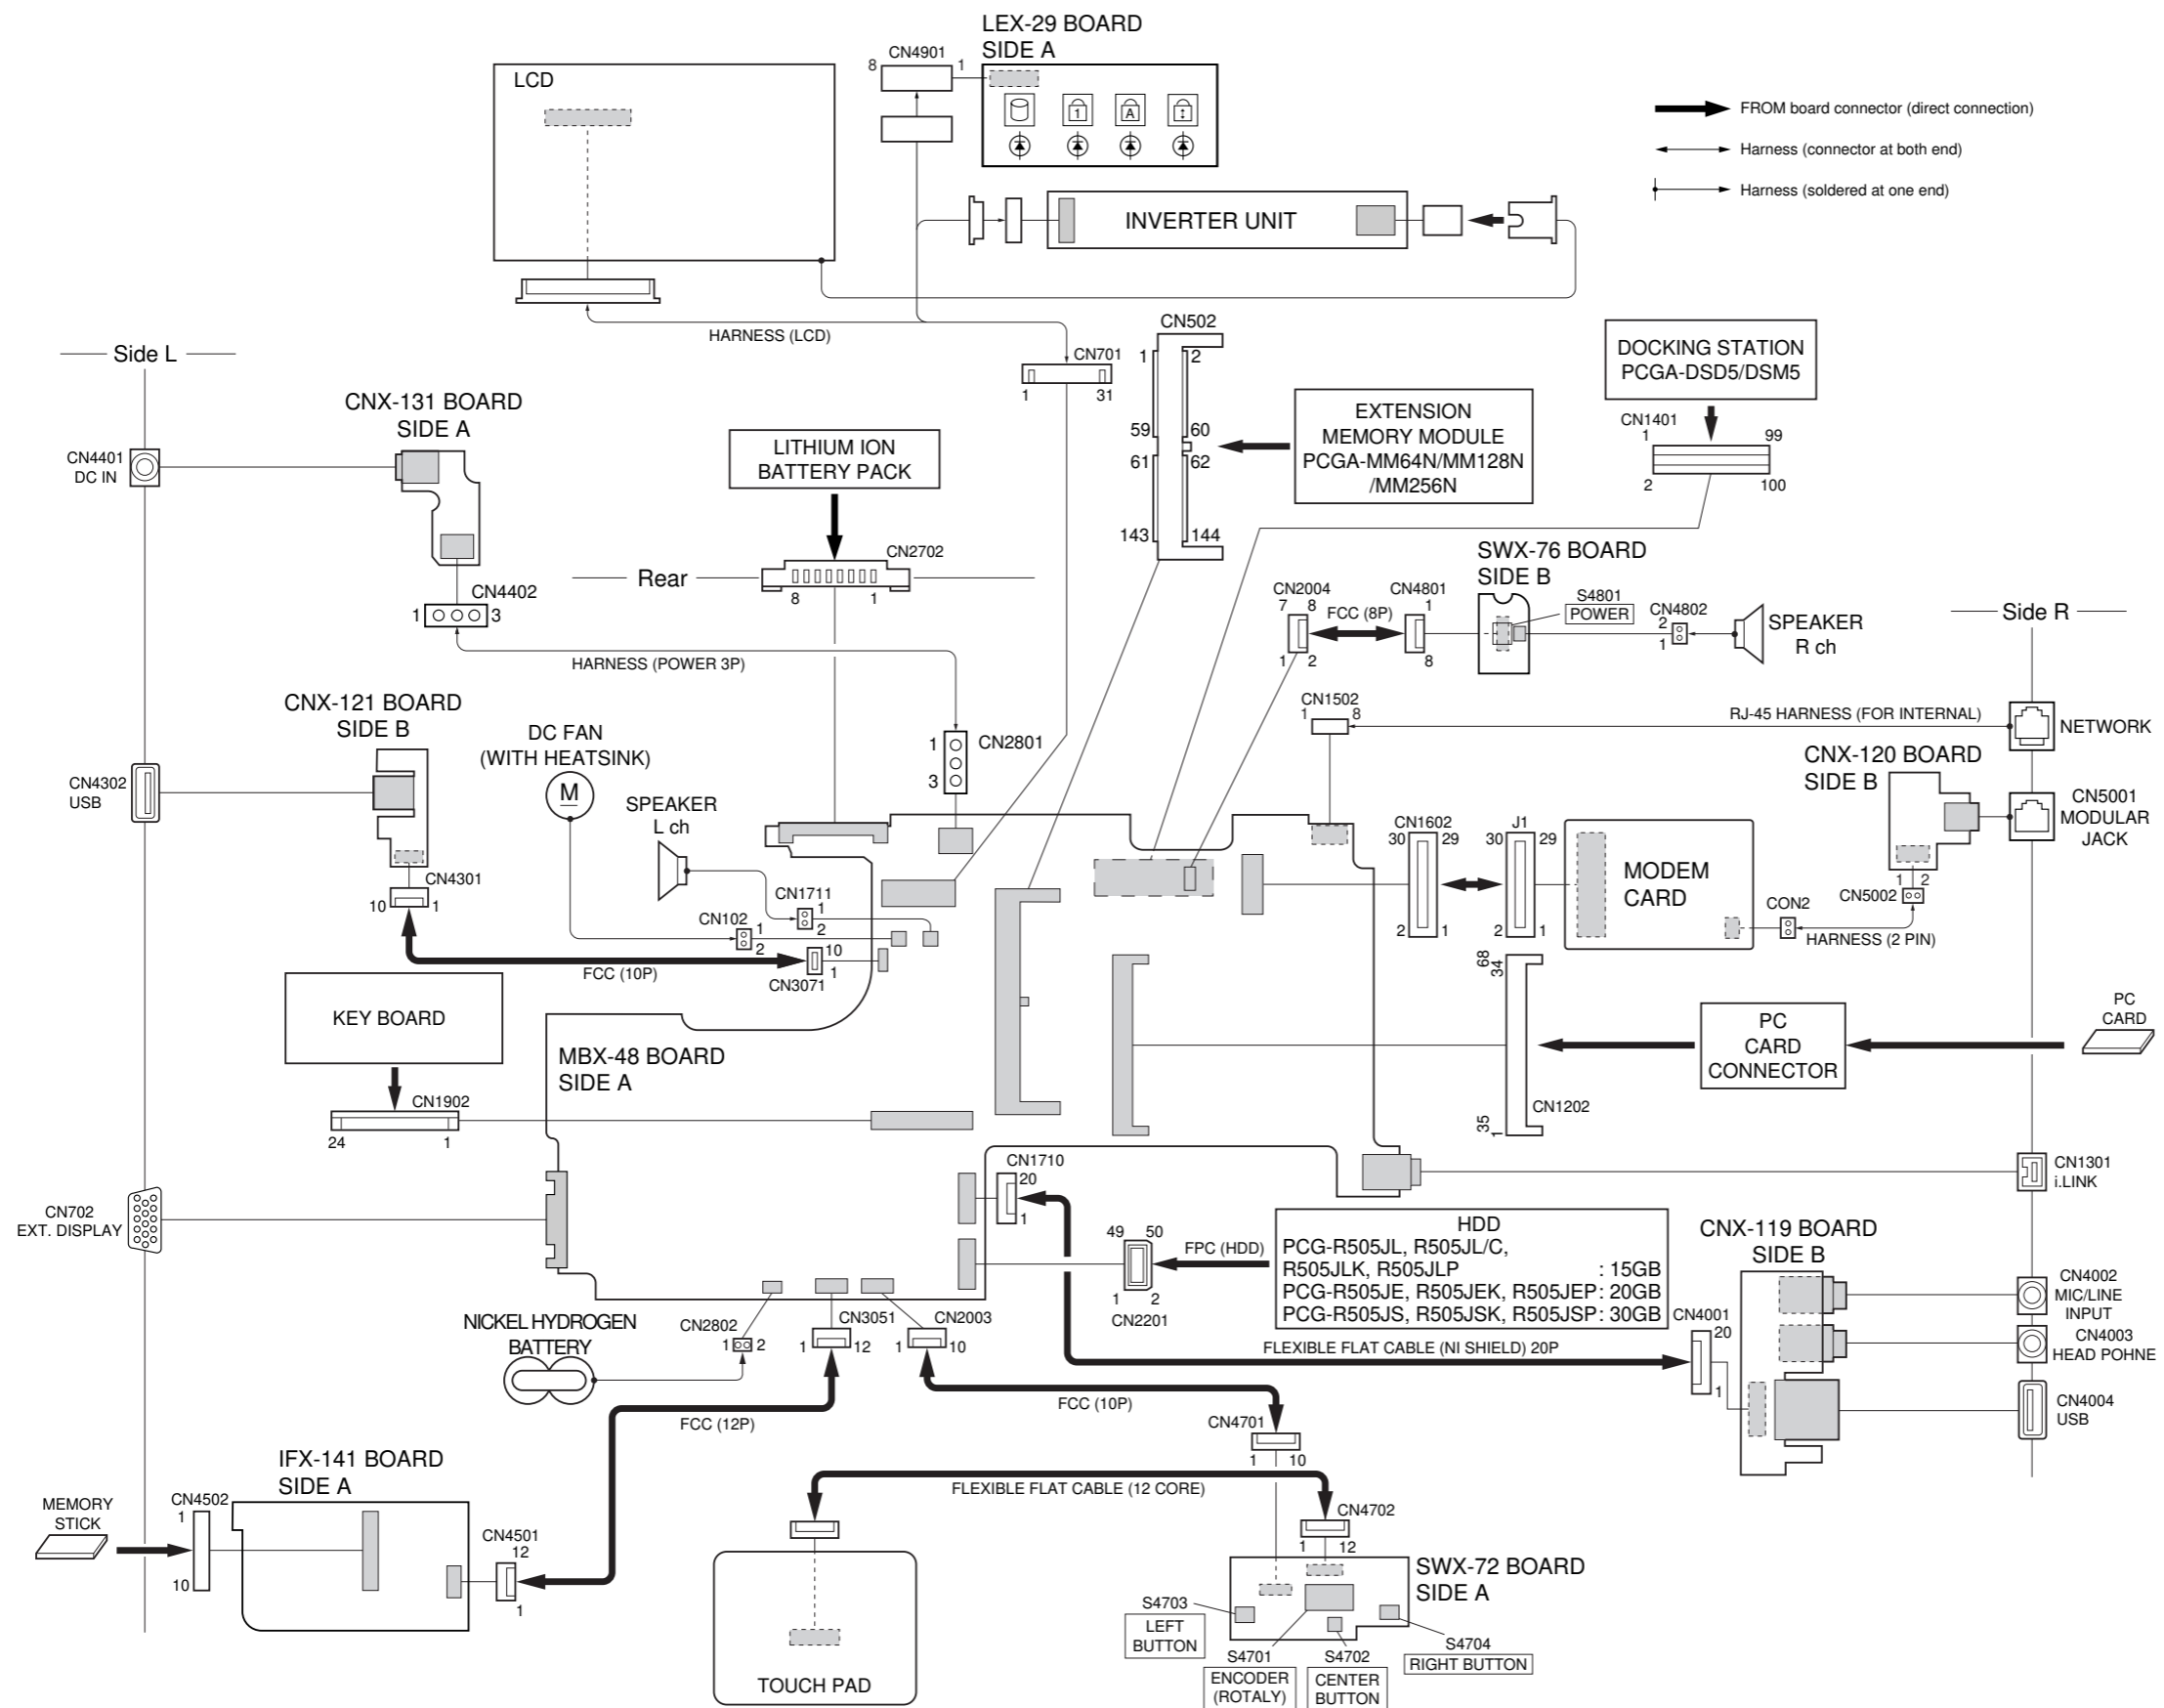 LEX-29 BOARD
SIDE A
CN4901
8
1
LCD
1
A
FROM board connector (direct connection)
Harness (connector at both end)
Harness (soldered at one end)
INVERTER UNIT
HARNESS (LCD)
CN701
1
31
CN502
1
2
59
60
61
62
143
144
EXTENSION
MEMORY MODULE
PCGA-MM64N/MM128N
/MM256N
DOCKING STATION
PCGA-DSD5/DSM5
CN1401
1
99
2
100
Side L
CNX-131 BOARD
SIDE A
CN4401
DC IN
CN4402
1
3
LITHIUM ION
BATTERY PACK
Rear
CN2702
8
1
HARNESS (POWER 3P)
CN2004
7
8
1
2
FCC (8P)
CN4801
1
8
SWX-76 BOARD
SIDE B
S4801
POWER
CN4802
2
1
SPEAKER
R ch
Side R
CNX-121 BOARD
SIDE B
CN4302
USB
CN4301
10
1
DC FAN
(WITH HEATSINK)
M
SPEAKER
L ch
CN2801
1
3
CN1711
1
2
CN102
1
2
FCC (10P)
CN3071
10
1
CN1502
1
8
RJ-45 HARNESS (FOR INTERNAL)
NETWORK
CNX-120 BOARD
SIDE B
CN5001
MODULAR
JACK
CN1602
30
29
2
1
J1
30
29
2
1
MODEM
CARD
CON2
1
2
CN5002
HARNESS (2 PIN)
KEY BOARD
CN1902
24
1
MBX-48 BOARD
SIDE A
68
34
35
1
CN1202
PC
CARD
CONNECTOR
PC
CARD
CN702
EXT. DISPLAY
CN1710
20
1
CN1301
i.LINK
49
50
1
2
CN2201
FPC (HDD)
HDD
PCG-R505JL, R505JL/C,
R505JLK, R505JLP : 15GB
PCG-R505JE, R505JEK, R505JEP : 20GB
PCG-R505JS, R505JSK, R505JSP : 30GB
CNX-119 BOARD
SIDE B
CN4002
MIC/LINE
INPUT
CN4003
HEAD POHNE
CN4004
USB
CN4001
20
1
FLEXIBLE FLAT CABLE (NI SHIELD) 20P
NICKEL HYDROGEN
BATTERY
CN2802
1
2
CN3051
1
12
CN2003
1
10
FCC (12P)
FCC (10P)
CN4701
1
10
IFX-141 BOARD
SIDE A
MEMORY
STICK
CN4502
1
10
CN4501
12
1
FLEXIBLE FLAT CABLE (12 CORE)
CN4702
1
12
TOUCH PAD
SWX-72 BOARD
SIDE A
S4703
LEFT
BUTTON
S4701
ENCODER
(ROTALY)
S4702
CENTER
BUTTON
S4704
RIGHT BUTTON